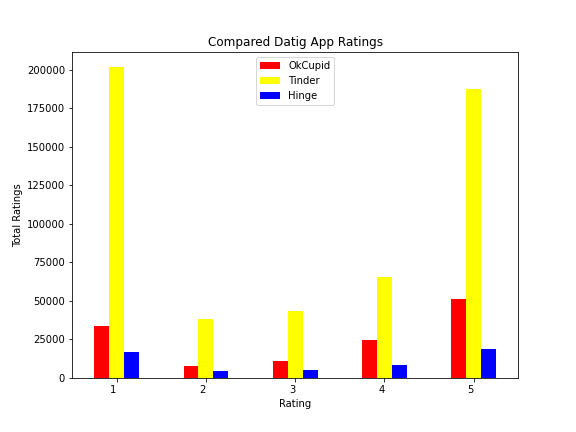 Compared Datig App Ratings
OkCupid
Tinder
Hinge
Total Ratings
200000
175000
150000
125000
100000
75000
50000
25000
0
1 2 3 4 5
Rating